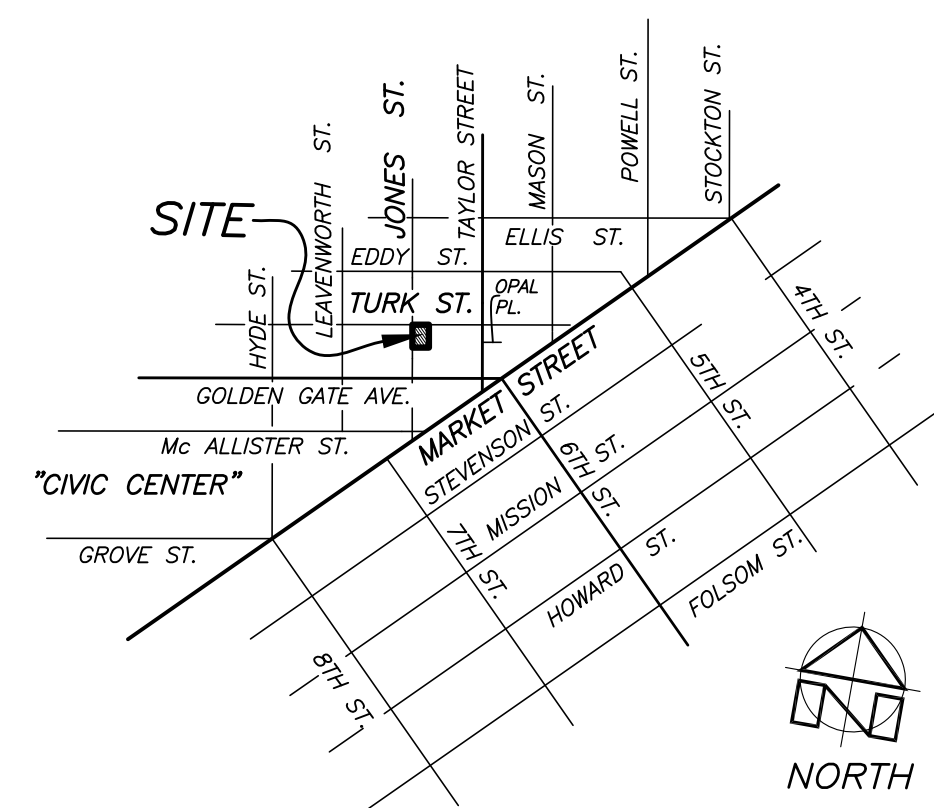 HYDE ST.
LEAVENWORTH ST.
JONES ST.
TAYLOR STREET
MASON ST.
POWELL ST.
STOCKTON ST.
SITE
ELLIS ST.
EDDY ST.
TURK ST.
OPAL
PL.
GOLDEN GATE AVE.
Mc ALLISTER ST.
"CIVIC CENTER"
GROVE ST.
MARKET STREET
STEVENSON ST.
MISSION ST.
HOWARD ST.
FOLSOM ST.
4TH ST.
5TH ST.
6TH ST.
7TH ST.
8TH ST.
NORTH